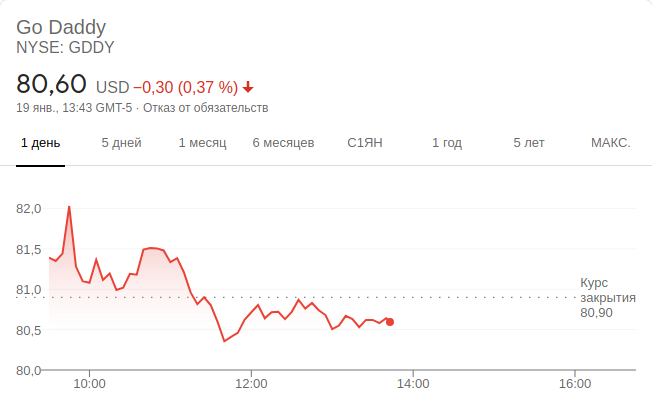 Go Daddy
NYSE: GDDY
80,60 USD −0,30 (0,37 %)
19 янв., 13:43 GMT-5 · Отказ от обязательств
1 день 5 дней 1 месяц 6 месяцев С1ЯН 1 год 5 лет МАКС.
82,0
81,5
81,0
80,5
80,0
Курс
закрытия
80,90
10:00 12:00 14:00 16:00